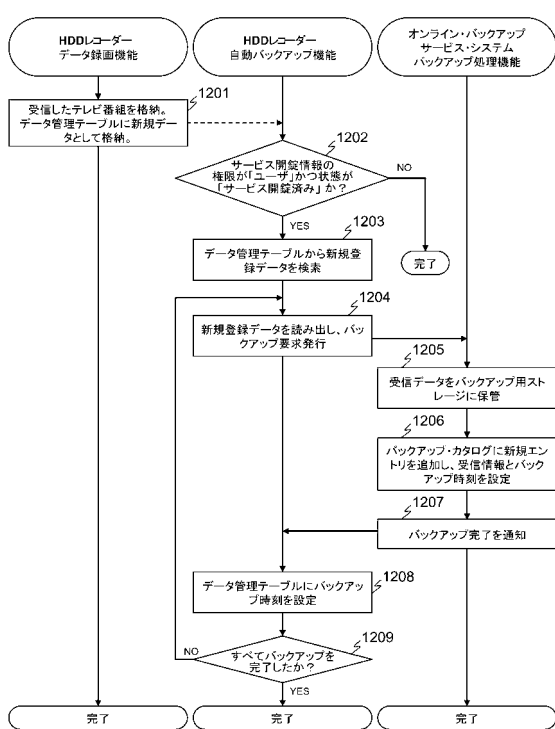 HDDレコーダー
データ録画機能
HDDレコーダー
自動バックアップ機能
オンライン・バックアップ
サービス・システム
バックアップ処理機能
1201
受信したテレビ番組を格納。
データ管理テーブルに新規デー
タとして格納。
1202
サービス開錠情報の
権限が「ユーザ」かつ状態が
「サービス開錠済み」か?
NO
YES
完了
1203
データ管理テーブルから新規登
録データを検索
1204
新規登録データを読み出し、バッ
クアップ要求発行
1205
受信データをバックアップ用スト
レージに保管
1206
バックアップ・カタログに新規エント
リを追加し、受信情報とバック
アップ時刻を設定
1207
バックアップ完了を通知
1208
データ管理テーブルにバックアッ
プ時刻を設定
1209
すべてバックアップを
完了したか?
NO
YES
完了
完了
完了